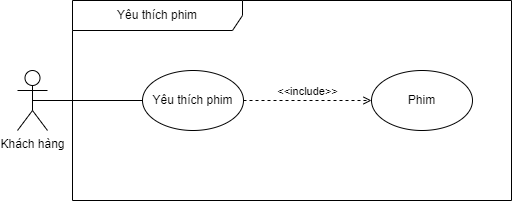 Yêu thích phim
Yêu thích phim
<<include>>
Phim
Khách hàng